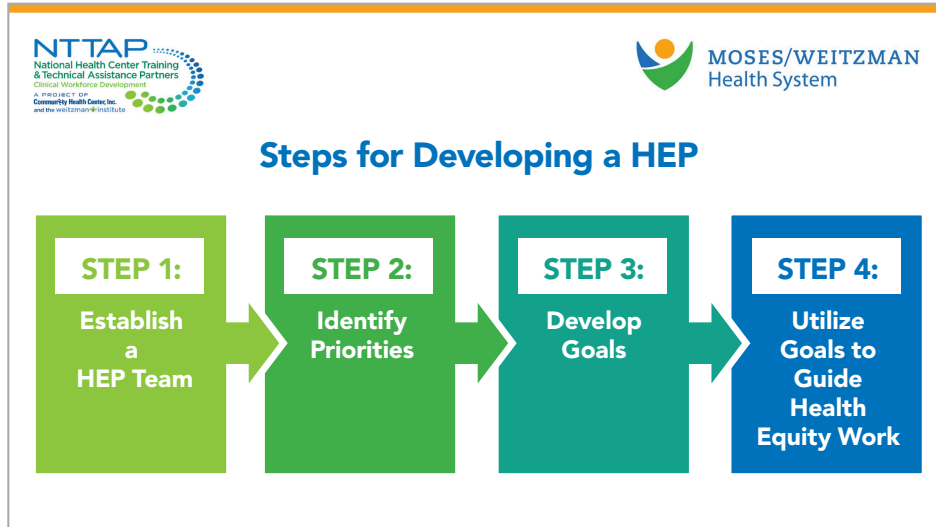 NTTAP
National Health Center Training
& Technical Assistance Partners
Clinical Workforce Development
A PROJECT OF
Community Health Center, Inc.
and the weitzman institute
MOSES/WEITZMAN
Health System
Steps for Developing a HEP
STEP 1:
Establish
a
HEP Team
STEP 2:
Identify
Priorities
STEP 3:
Develop
Goals
STEP 4:
Utilize
Goals to
Guide
Health
Equity Work